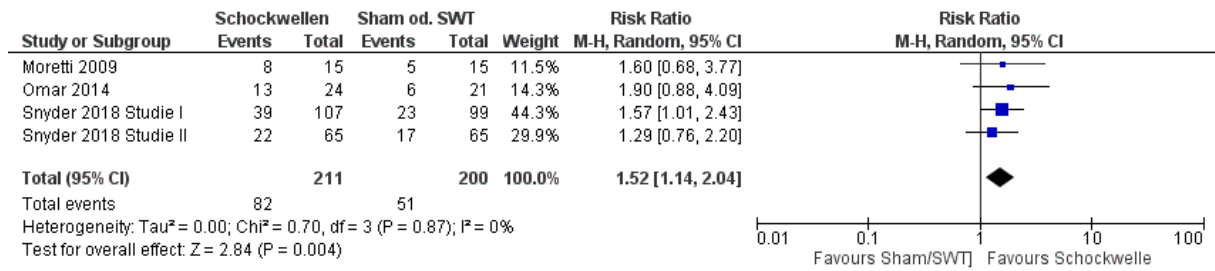 Schockwellen Sham od. SWT Risk Ratio Risk Ratio
Study or Subgroup Events Total Events Total Weight M-H, Random, 95% CI M-H, Random, 95% CI
Moretti 2009 8 15 5 15 11.5% 1.60 [0.68, 3.77]
Omar 2014 13 24 6 21 14.3% 1.90 [0.88, 4.09]
Snyder 2018 Studie I 39 107 23 99 44.3% 1.57 [1.01, 2.43]
Snyder 2018 Studie II 22 65 17 65 29.9% 1.29 [0.76, 2.20]
Total (95% CI) 211 200 100.0% 1.52 [1.14, 2.04]
Total events 82 51
Heterogeneity: Tau² = 0.00; Chi² = 0.70, df = 3 (P = 0.87); I² = 0%
Test for overall effect: Z = 2.84 (P = 0.004)
0.01 0.1 1 10 100
Favours Sham/SWT] Favours Schockwelle